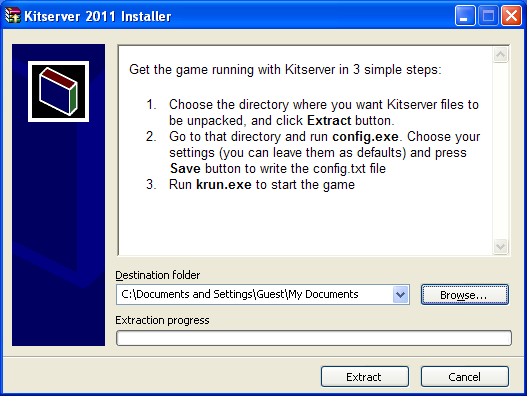 Kitserver 2011 Installer
Get the game running with Kitserver in 3 simple steps:
1. Choose the directory where you want Kitserver files to
be unpacked, and click Extract button.
2. Go to that directory and run config.exe. Choose your
settings (you can leave them as defaults) and press
Save button to write the config.txt file
3. Run krun.exe to start the game
Destination folder
C:\Documents and Settings\Guest\My Documents
Browse...
Extraction progress
Extract
Cancel